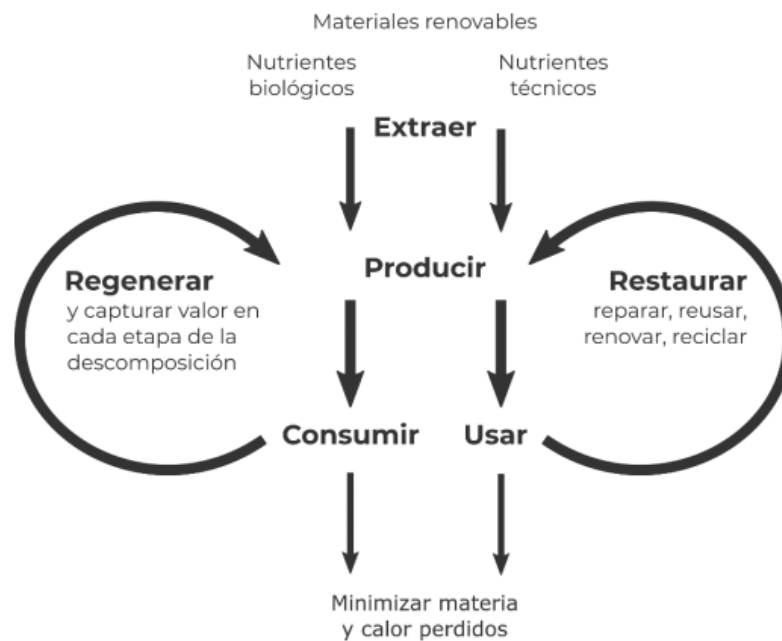 Materiales renovables
Nutrientes
biológicos
Nutrientes
técnicos
Extraer
Producir
Regenerar
y capturar valor en
cada etapa de la
descomposición
Restaurar
reparar, reusar,
renovar, reciclar
Consumir
Usar
Minimizar materia
y calor perdidos